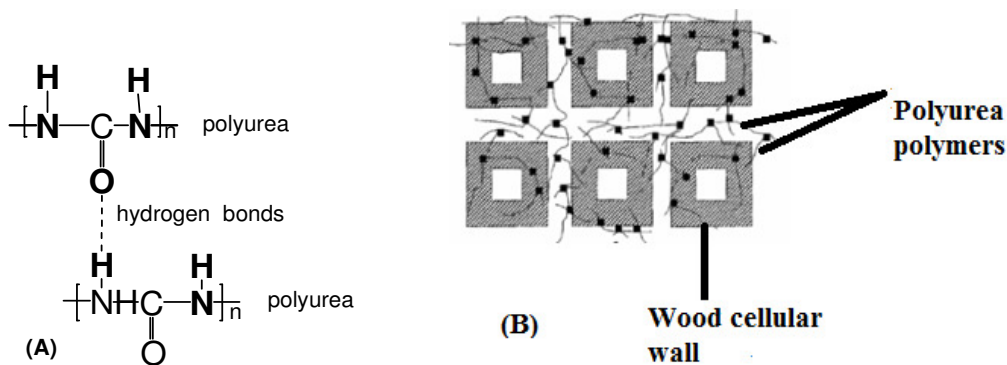 H H
[N C N]n polyurea
O
hydrogen bonds
H H
[NH C N]n polyurea
O
(A)
Polyurea
polymers
(B)
Wood cellular
wall